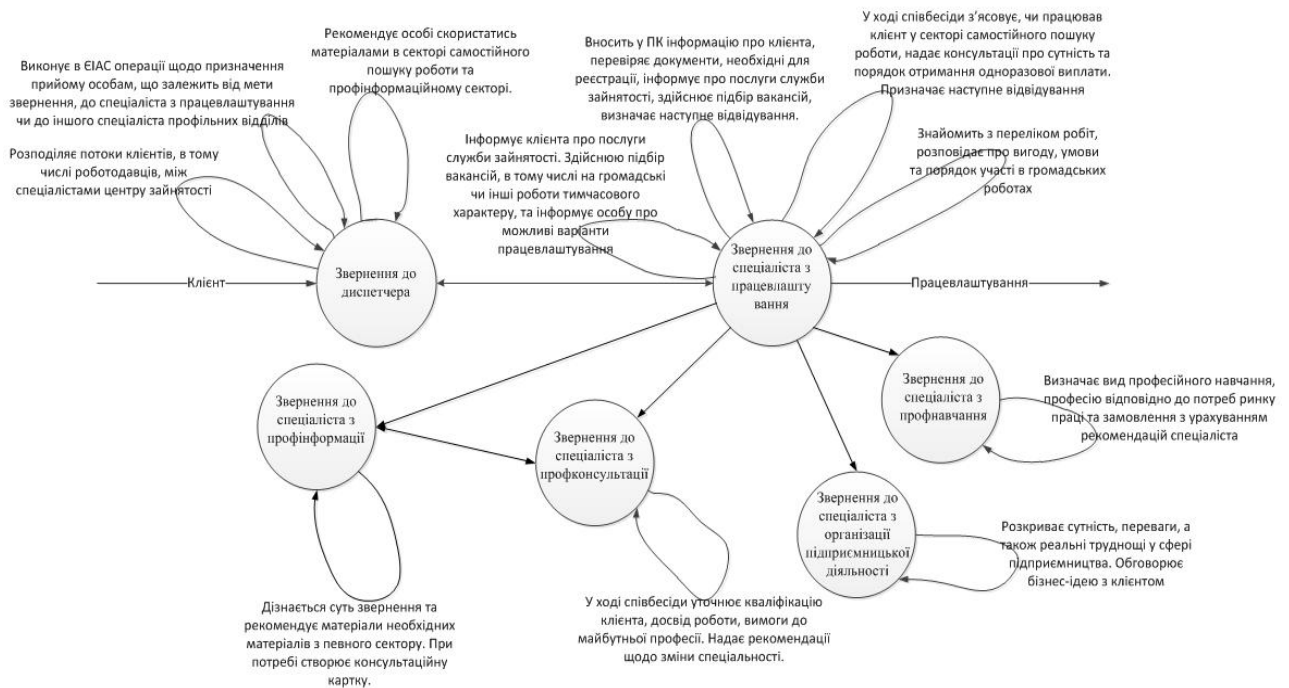 Виконує в ЄІАС операції щодо призначення
прийому особам, що залежить від мети
звернення, до спеціаліста з працевлаштування
чи до іншого спеціаліста профільних відділів
Розподіляє потоки клієнтів, в тому
числі роботодавців, між
спеціалістами центру зайнятості
Рекомендує особі скористатись
матеріалами в секторі самостійного
пошуку роботи та
профінформаційному секторі.
Інформує клієнта про послуги
служби зайнятості. Здійснюю підбір
вакансій, в тому числі на громадські
чи інші роботи тимчасового
характеру, та інформує особу про
можливі варіанти
працевлаштування
Вносить у ПК інформацію про клієнта,
перевіряє документи, необхідні для
реєстрації, інформує про послуги служби
зайнятості, здійснює підбір вакансій,
визначає наступне відвідування.
У ході співбесіди з’ясовує, чи працював
клієнт у секторі самостійного пошуку
роботи, надає консультації про сутність та
порядок отримання одноразової виплати.
Призначає наступне відвідування
Знайомить з переліком робіт,
розповідає про вигоду, умови
та порядок участі в громадських
роботах
Клієнт
Звернення до
диспетчера
Звернення до
спеціаліста з
працевлашту
вання
Працевлаштування
Звернення до
спеціаліста з
профінформації
Звернення до
спеціаліста з
профконсультації
Звернення до
спеціаліста з
організації
підприємницької
діяльності
Звернення до
спеціаліста з
профнавчання
Визначає вид професійного навчання,
професію відповідно до потреб ринку
праці та замовлення з урахуванням
рекомендацій спеціаліста
Розкриває сутність, переваги, а
також реальні труднощі у сфері
підприємництва. Обговорює
бізнес-ідею з клієнтом
Дізнається суть звернення та
рекомендує матеріали необхідних
матеріалів з певного сектору. При
потребі створює консультаційну
картку.
У ході співбесіди уточнює кваліфікацію
клієнта, досвід роботи, вимоги до
майбутньої професії. Надає рекомендації
щодо зміни спеціальності.